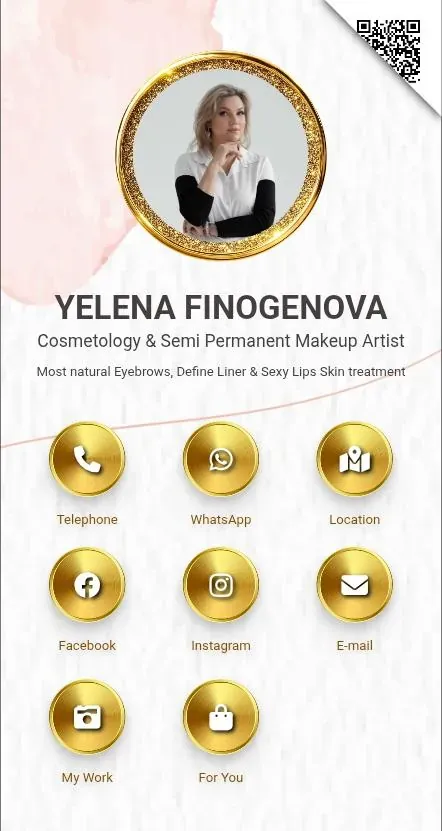 YELENA FINOGENOVA
Cosmetology & Semi Permanent Makeup Artist
Most natural Eyebrows, Define Liner & Sexy Lips Skin treatment
Telephone WhatsApp Location
Facebook Instagram E-mail
My Work For You